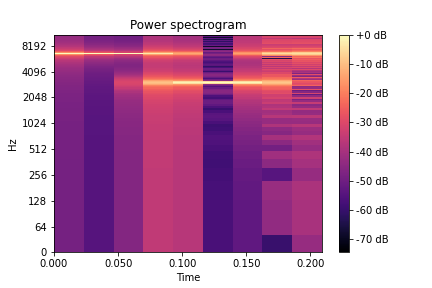 Power spectrogram
8192
4096
2048
1024
512
256
128
64
0
Hz
0.000 0.050 0.100 0.150 0.200
Time
+0 dB
-10 dB
-20 dB
-30 dB
-40 dB
-50 dB
-60 dB
-70 dB